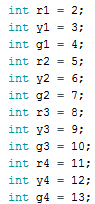 int r1 = 2;
int y1 = 3;
int g1 = 4;
int r2 = 5;
int y2 = 6;
int g2 = 7;
int r3 = 8;
int y3 = 9;
int g3 = 10;
int r4 = 11;
int y4 = 12;
int g4 = 13;